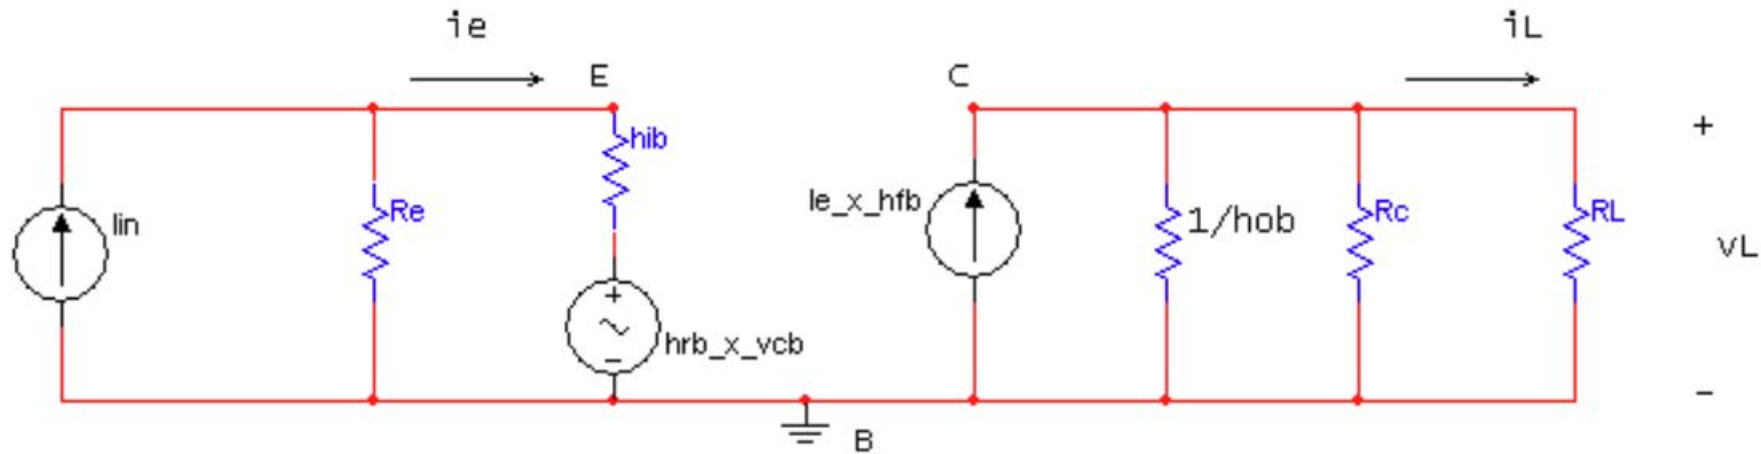 ie
iL
E
C
hib
+
Iin
Re
Ie_x_hfb
1/hob
Rc
RL
vL
+
hrb_x_vcb
−
−
B